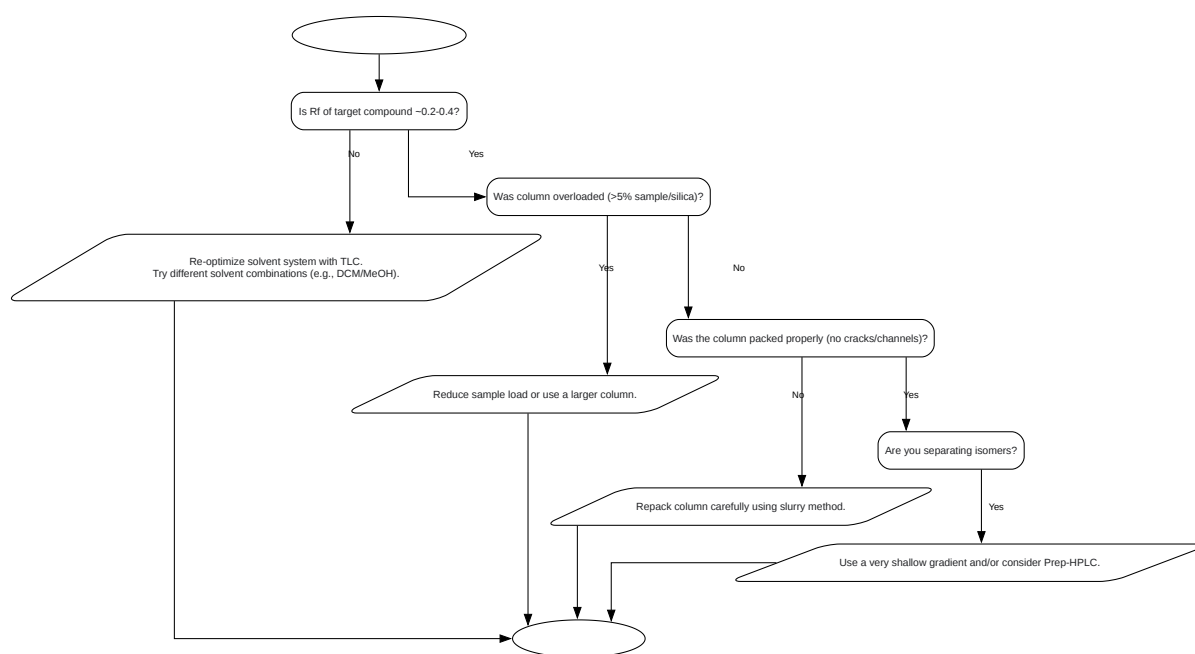 Is Rf of target compound ~0.2-0.4?
No
Yes
Was column overloaded (>5% sample/silica)?
Re-optimize solvent system with TLC.
Try different solvent combinations (e.g., DCM/MeOH).
Yes
No
Was the column packed properly (no cracks/channels)?
Reduce sample load or use a larger column.
No
Yes
Are you separating isomers?
Repack column carefully using slurry method.
Yes
Use a very shallow gradient and/or consider Prep-HPLC.